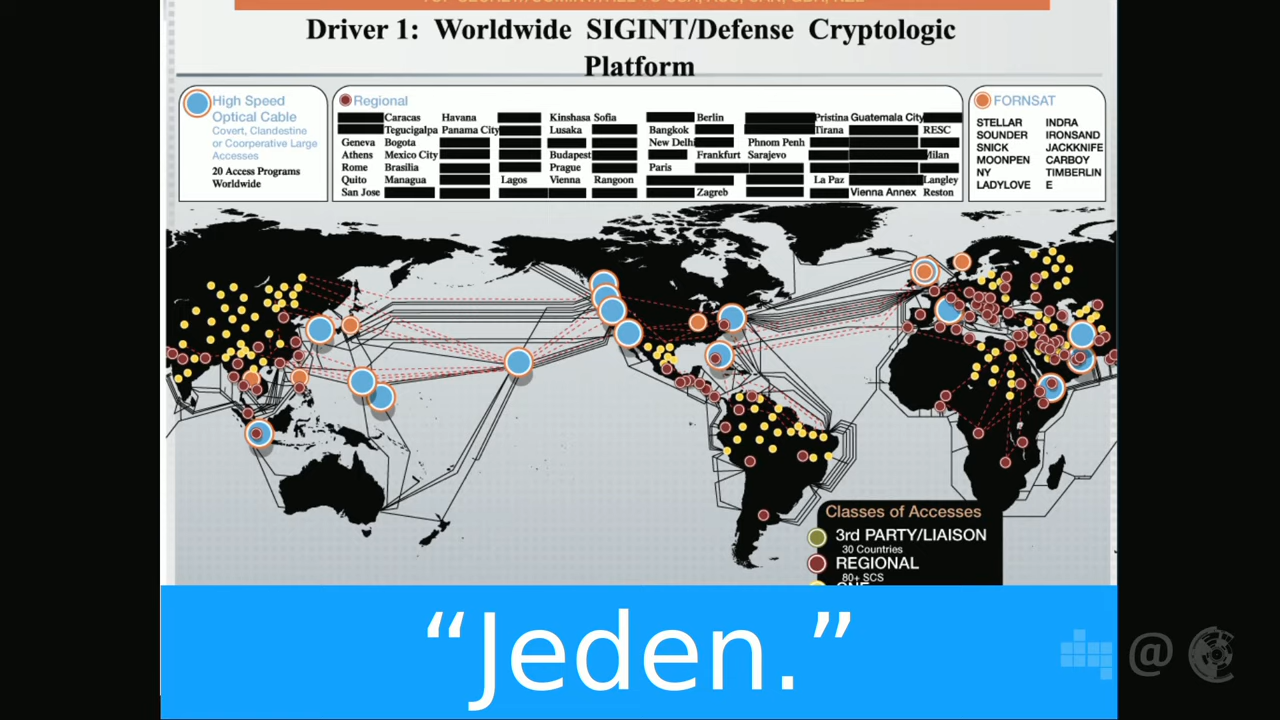 Driver 1: Worldwide SIGINT/Defense Cryptologic
Platform
High Speed
Optical Cable
Covert, Clandestine
or Coorperative Large
Accesses
20 Access Programs
Worldwide
Regional
Caracas Havana Kinshasa Sofia Berlin Pristina Guatemala City
Tegucigalpa Panama City Lusaka Bangkok Tirana RESC
Geneva Bogota New Delhi Phnom Penh
Athens Mexico City Budapest Frankfurt Sarajevo Milan
Rome Brasilia Prague Paris
Quito Managua Lagos Vienna Rangoon La Paz Langley
San Jose Zagreb Vienna Annex Reston
FORNSAT
STELLAR INDRA
SOUNDER IRONSAND
SNICK JACKKNIFE
MOONPEN CARBOY
NY TIMBERLIN
LADYLOVE E
Classes of Accesses
3rd PARTY/LIAISON
30 Countries
REGIONAL
80+ SCS
“Jeden.”
@